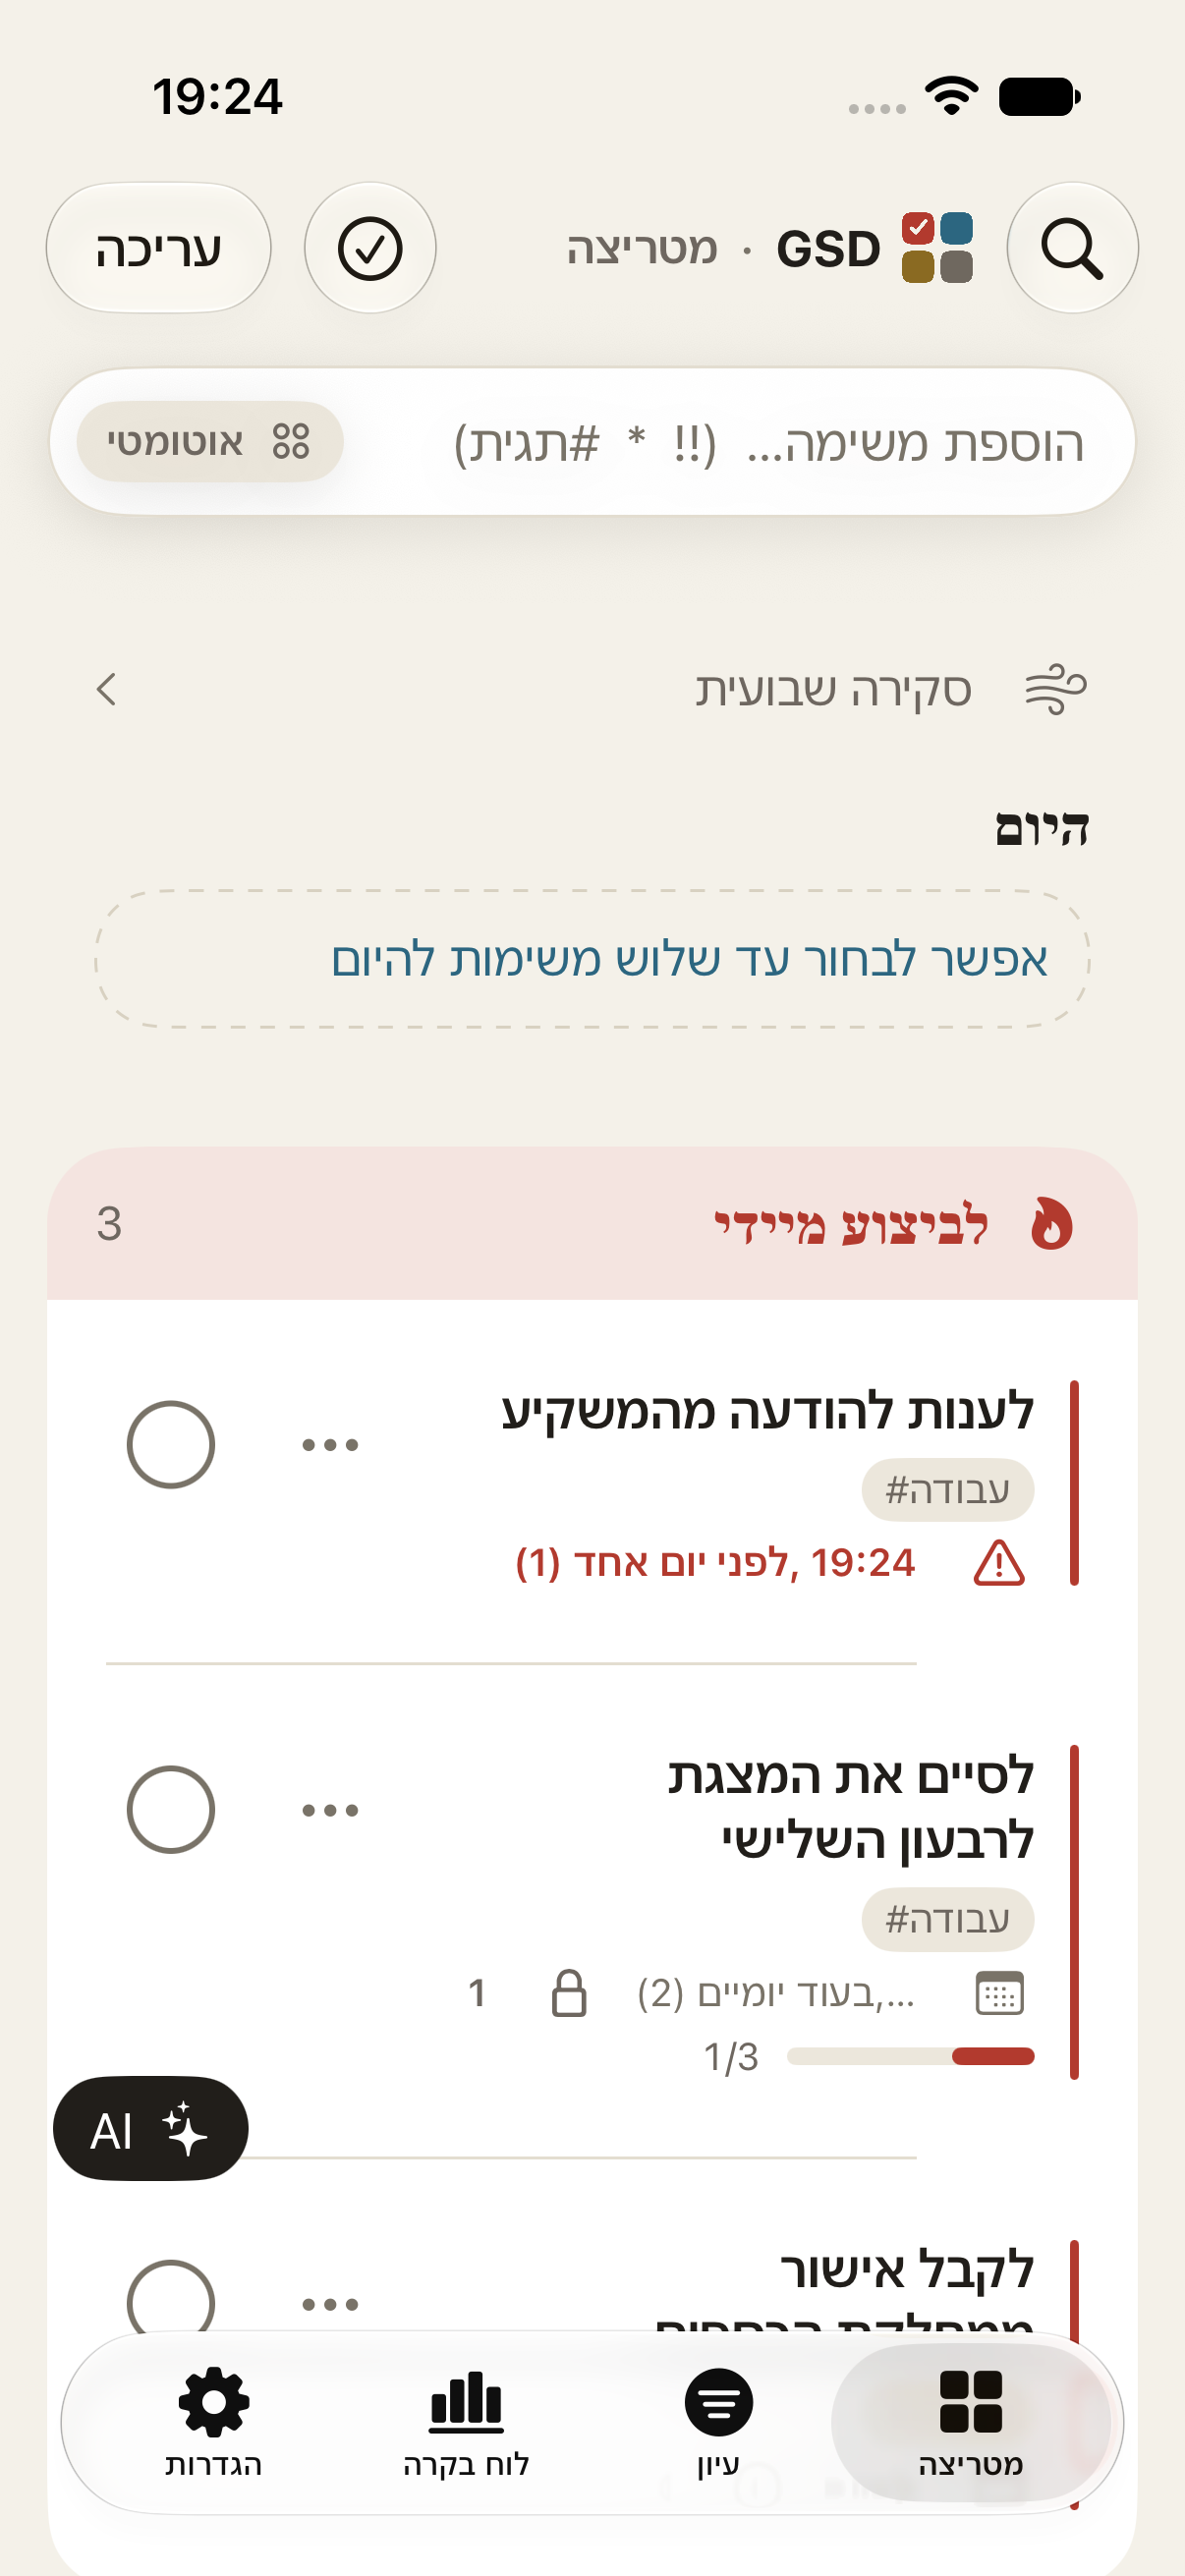 19:24
GSD · מטריצה
עריכה
הוספת משימה... (!! * #תגית)
אוטומטי
סקירה שבועית
היום
אפשר לבחור עד שלוש משימות להיום
לביצוע מיידי
3
לענות להודעה מהמשקיע
#עבודה
19:24 ,לפני יום אחד (1)
לסיים את המצגת
לרבעון השלישי
#עבודה
...,בעוד יומיים (2)
1
1/3
AI
לקבל אישור
מטריצה
עיון
לוח בקרה
הגדרות